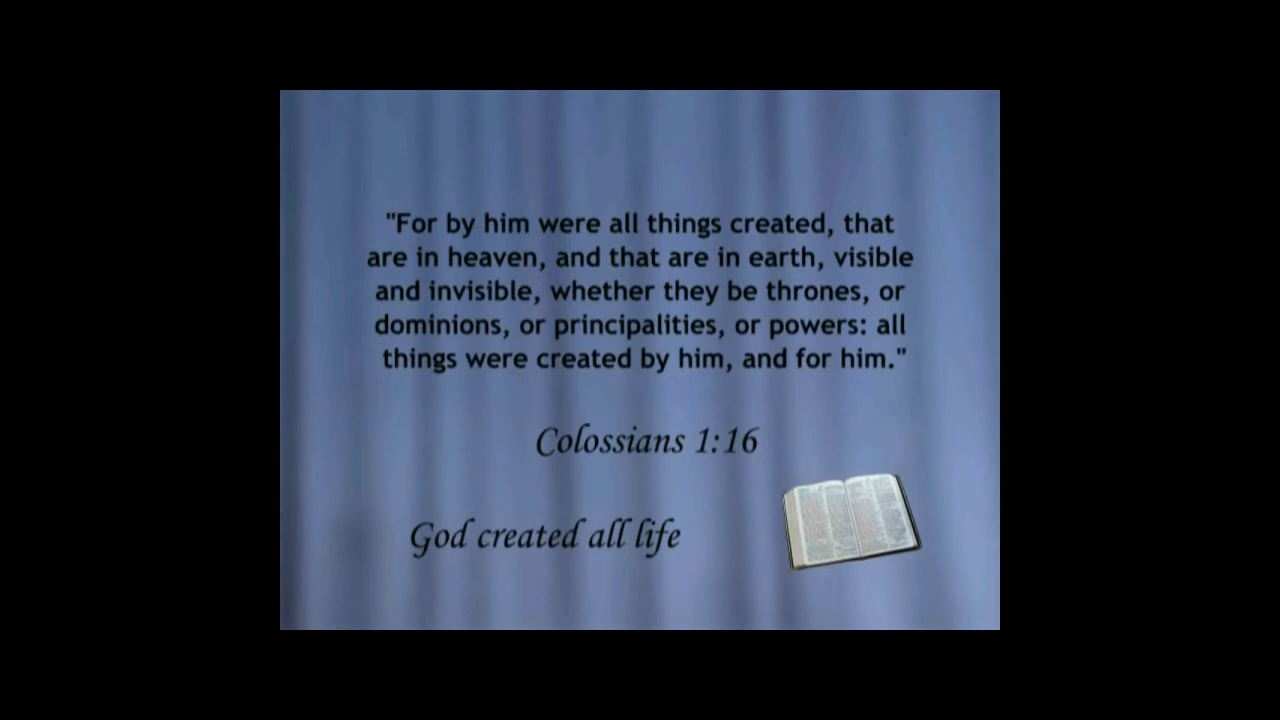 "For by him were all things created, that
are in heaven, and that are in earth, visible
and invisible, whether they be thrones, or
dominions, or principalities, or powers: all
things were created by him, and for him."
Colossians 1:16
God created all life